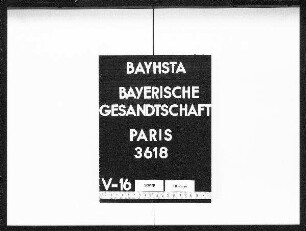 BAYHSTA
BAYERISCHE
GESANDTSCHAFT
PARIS
3618
V-16